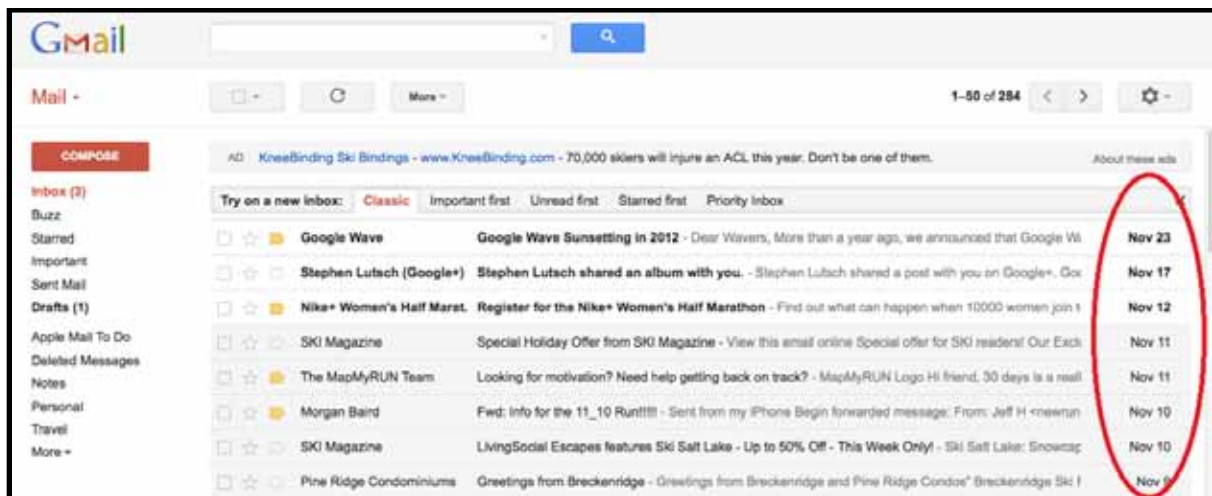 Gmail
Mail
More
1–50 of 284
COMPOSE
AD KneeBinding Ski Bindings - www.KneeBinding.com - 70,000 skiers will injure an ACL this year. Don't be one of them. About these ads
Inbox (3)
Try on a new inbox: Classic Important first Unread first Starred first Priority Inbox
Buzz
Starred
Important
Sent Mail
Drafts (1)
Apple Mail To Do
Deleted Messages
Notes
Personal
Travel
More
Google Wave Google Wave Sunsetting in 2012 - Dear Wavers, More than a year ago, we announced that Google Wa Nov 23
Stephen Lutsch (Google+) Stephen Lutsch shared an album with you. - Stephen Lutsch shared a post with you on Google+. Goo Nov 17
Nike+ Women's Half Marat. Register for the Nike+ Women's Half Marathon - Find out what can happen when 10000 women join t Nov 12
SKI Magazine Special Holiday Offer from SKI Magazine - View this email online Special offer for SKI readers! Our Exclu Nov 11
The MapMyRUN Team Looking for motivation? Need help getting back on track? - MapMyRUN Logo Hi friend, 30 days is a reall Nov 11
Morgan Baird Fwd: Info for the 11_10 Run!!!!! - Sent from my iPhone Begin forwarded message: From: Jeff H <newrun Nov 10
SKI Magazine LivingSocial Escapes features Ski Salt Lake - Up to 50% Off - This Week Only! - Ski Salt Lake: Snowcap Nov 10
Pine Ridge Condominiums Greetings from Breckenridge - Greetings from Breckenridge and Pine Ridge Condos" Breckenridge Ski Nov 9